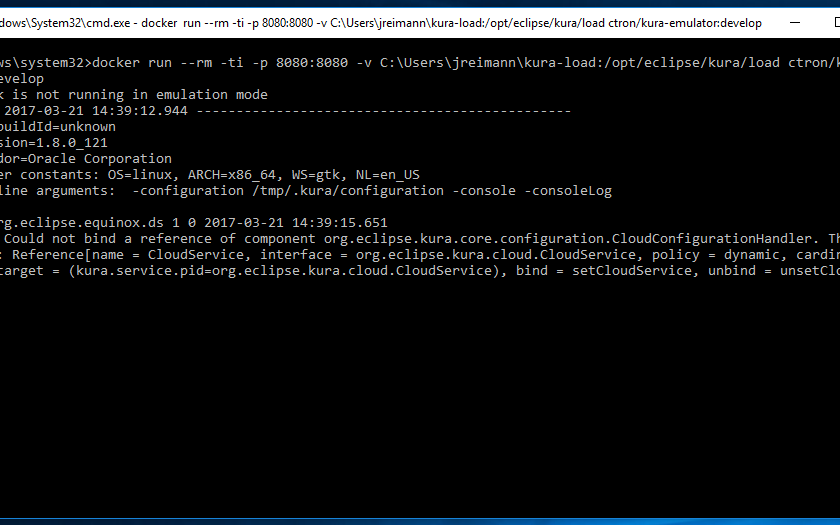 dows\System32\cmd.exe - docker run --rm -ti -p 8080:8080 -v C:\Users\jreimann\kura-load:/opt/eclipse/kura/load ctron/kura-emulator:develop
ws\system32>docker run --rm -ti -p 8080:8080 -v C:\Users\jreimann\kura-load:/opt/eclipse/kura/load ctron/k
evelop
k is not running in emulation mode
2017-03-21 14:39:12.944 -----------------------------------------------
buildId=unknown
sion=1.8.0_121
dor=Oracle Corporation
er constants: OS=linux, ARCH=x86_64, WS=gtk, NL=en_US
line arguments:  -configuration /tmp/.kura/configuration -console -consoleLog
rg.eclipse.equinox.ds 1 0 2017-03-21 14:39:15.651
Could not bind a reference of component org.eclipse.kura.core.configuration.CloudConfigurationHandler. Th
: Reference[name = CloudService, interface = org.eclipse.kura.cloud.CloudService, policy = dynamic, cardin
target = (kura.service.pid=org.eclipse.kura.cloud.CloudService), bind = setCloudService, unbind = unsetClo